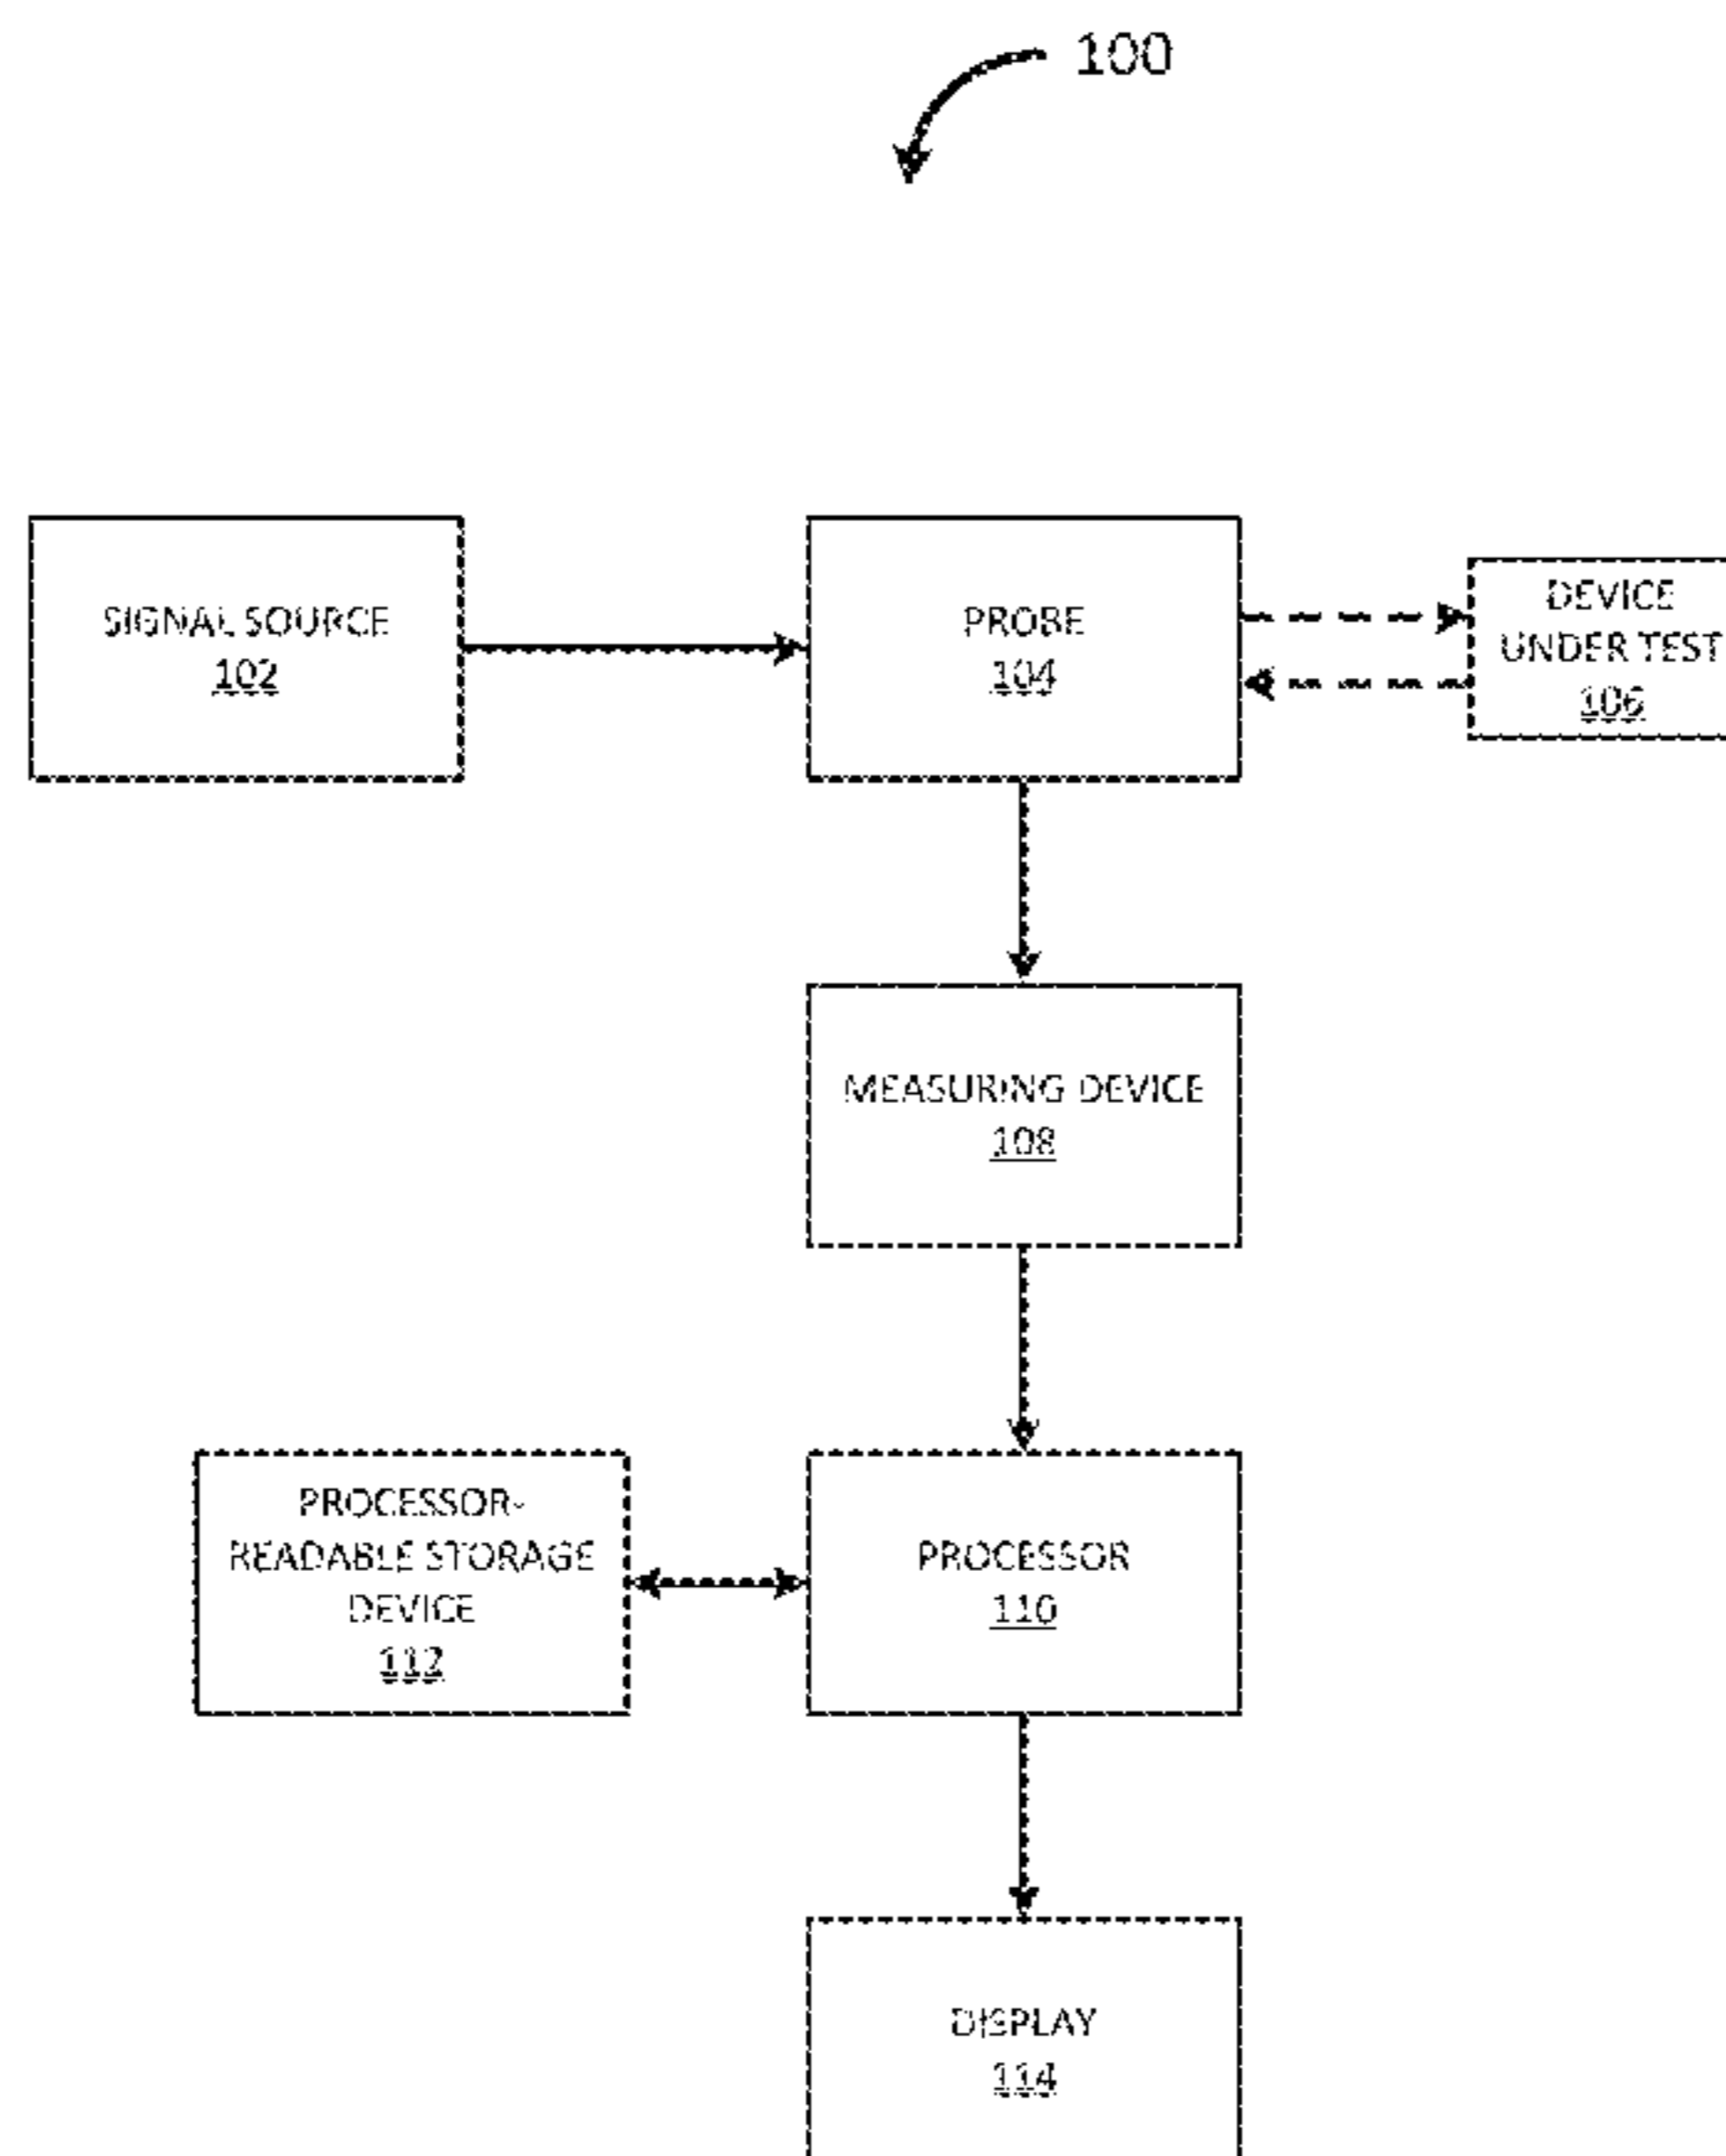 100
SIGNAL SOURCE
102
PROBE
104
DEVICE
UNDER TEST
106
MEASURING DEVICE
108
PROCESSOR-
READABLE STORAGE
DEVICE
112
PROCESSOR
110
DISPLAY
114